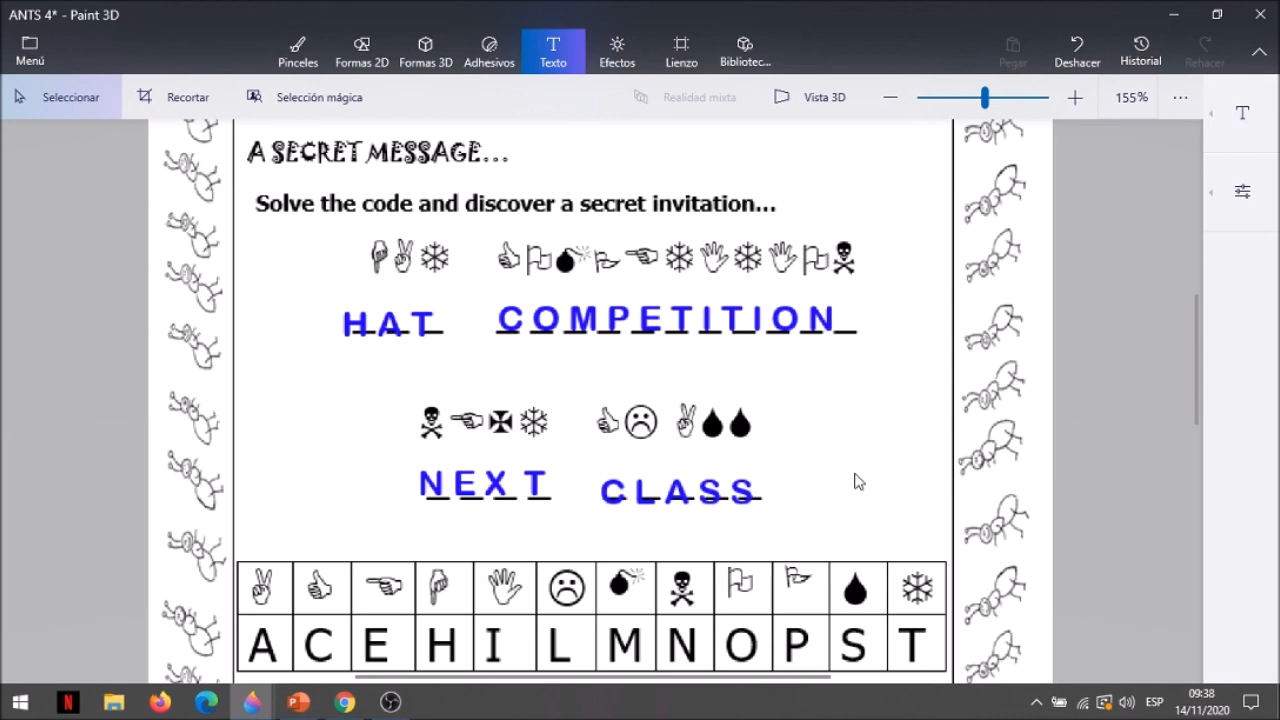 ANTS 4* - Paint 3D
Menú
Pinceles Formas 2D Formas 3D Adhesivos Texto Efectos Lienzo Bibliotec... Pegar Deshacer Historial Rehacer
Seleccionar Recortar Selección mágica Realidad mixta Vista 3D 155%
A SECRET MESSAGE...
Solve the code and discover a secret invitation...
HAT COMPETITION
NEXT CLASS
A C E H I L M N O P S T
ESP 09:38
14/11/2020